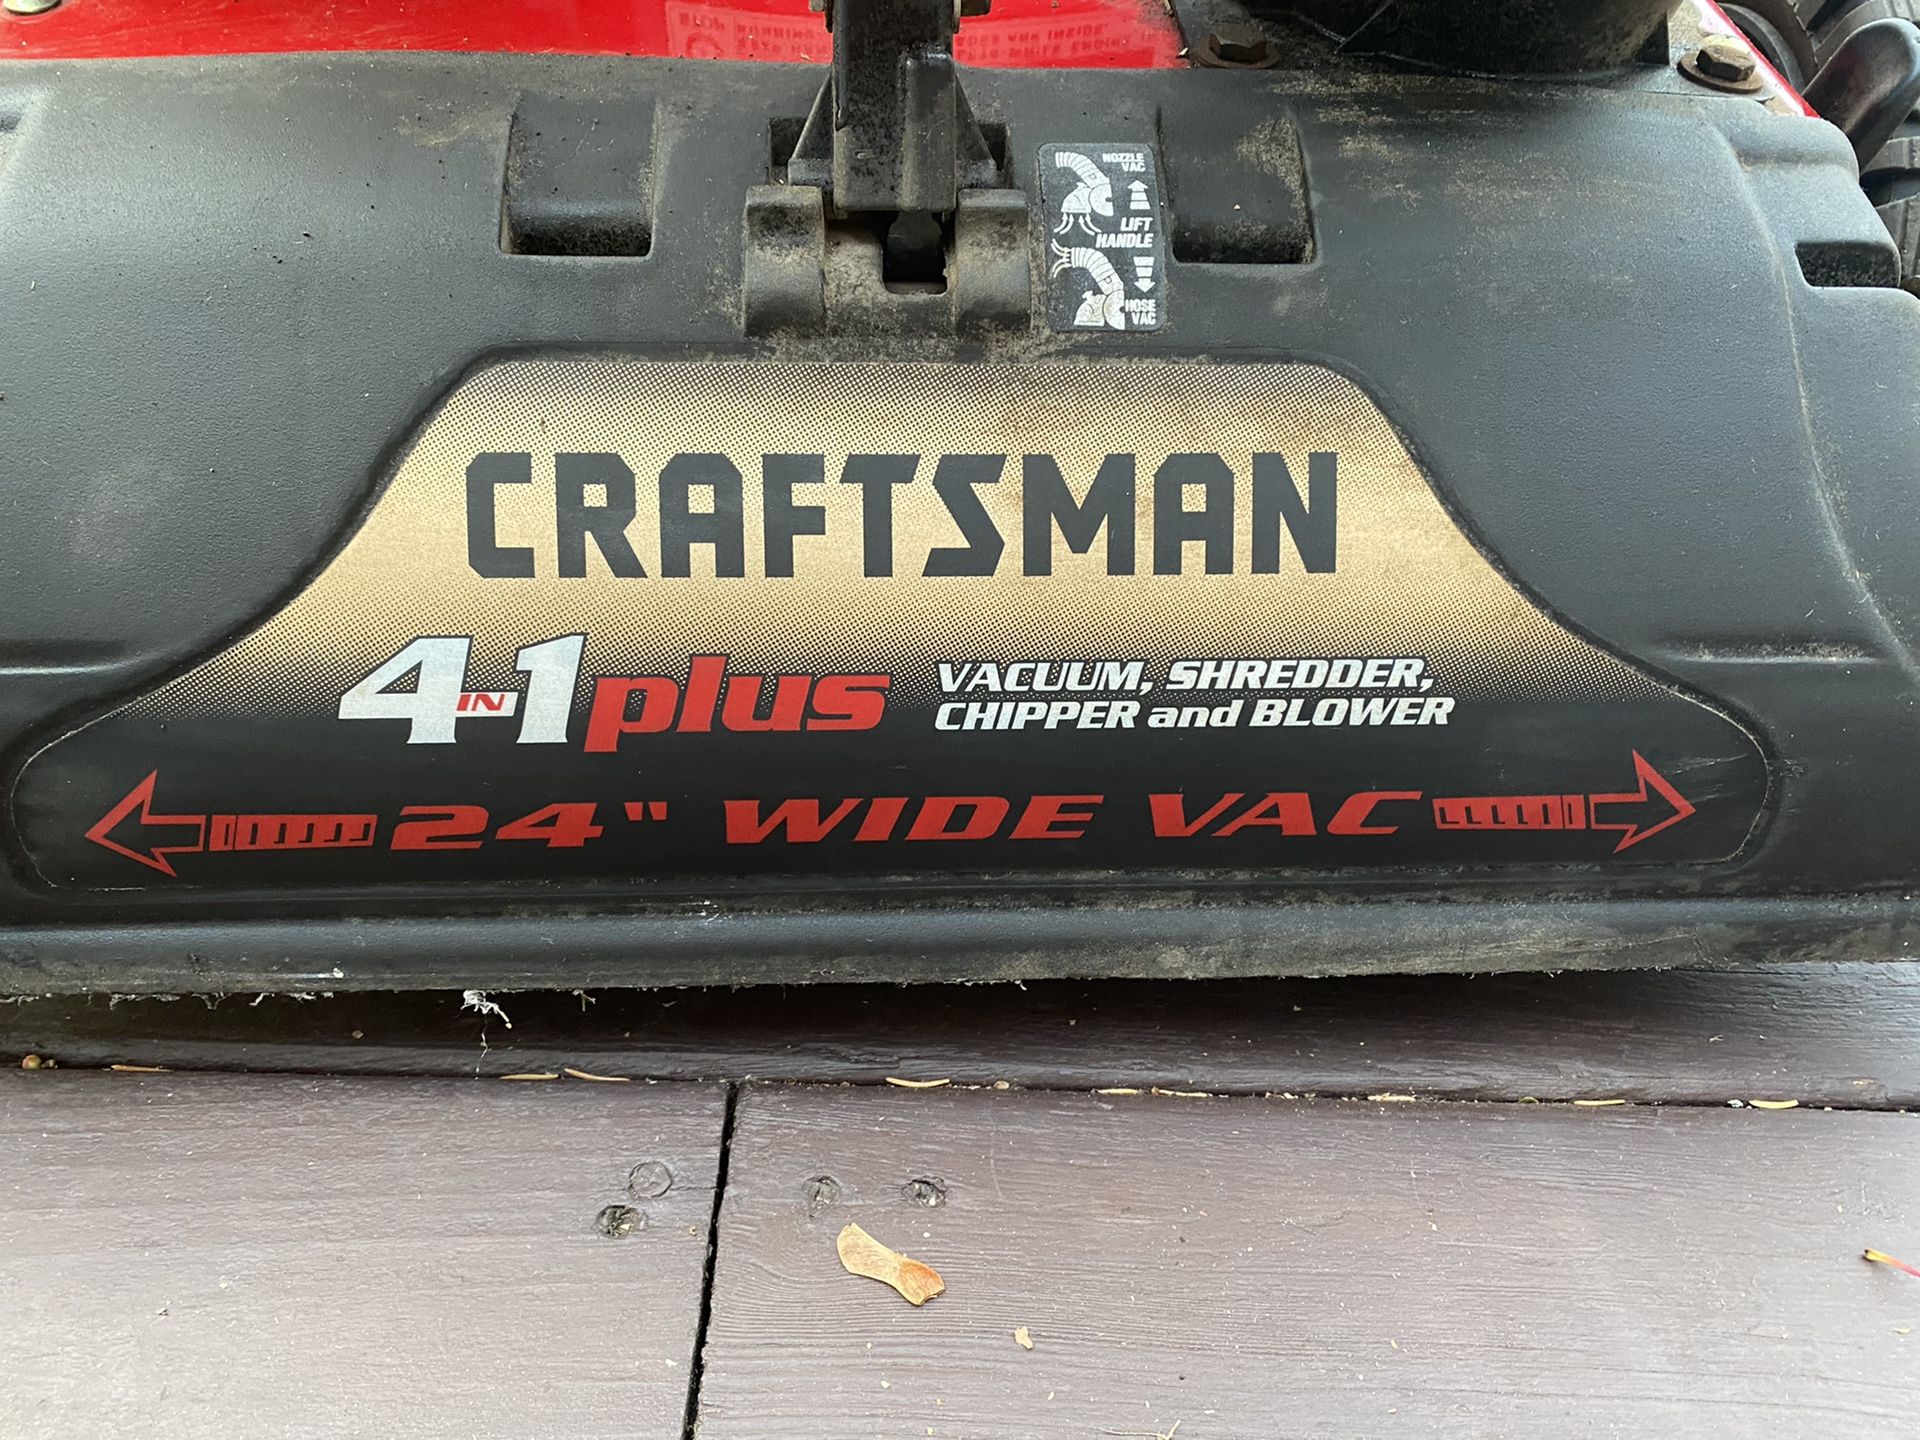 NOZZLE
VAC
LIFT
HANDLE
HOSE
VAC
CRAFTSMAN
4 IN 1 plus
VACUUM, SHREDDER,
CHIPPER and BLOWER
24" WIDE VAC